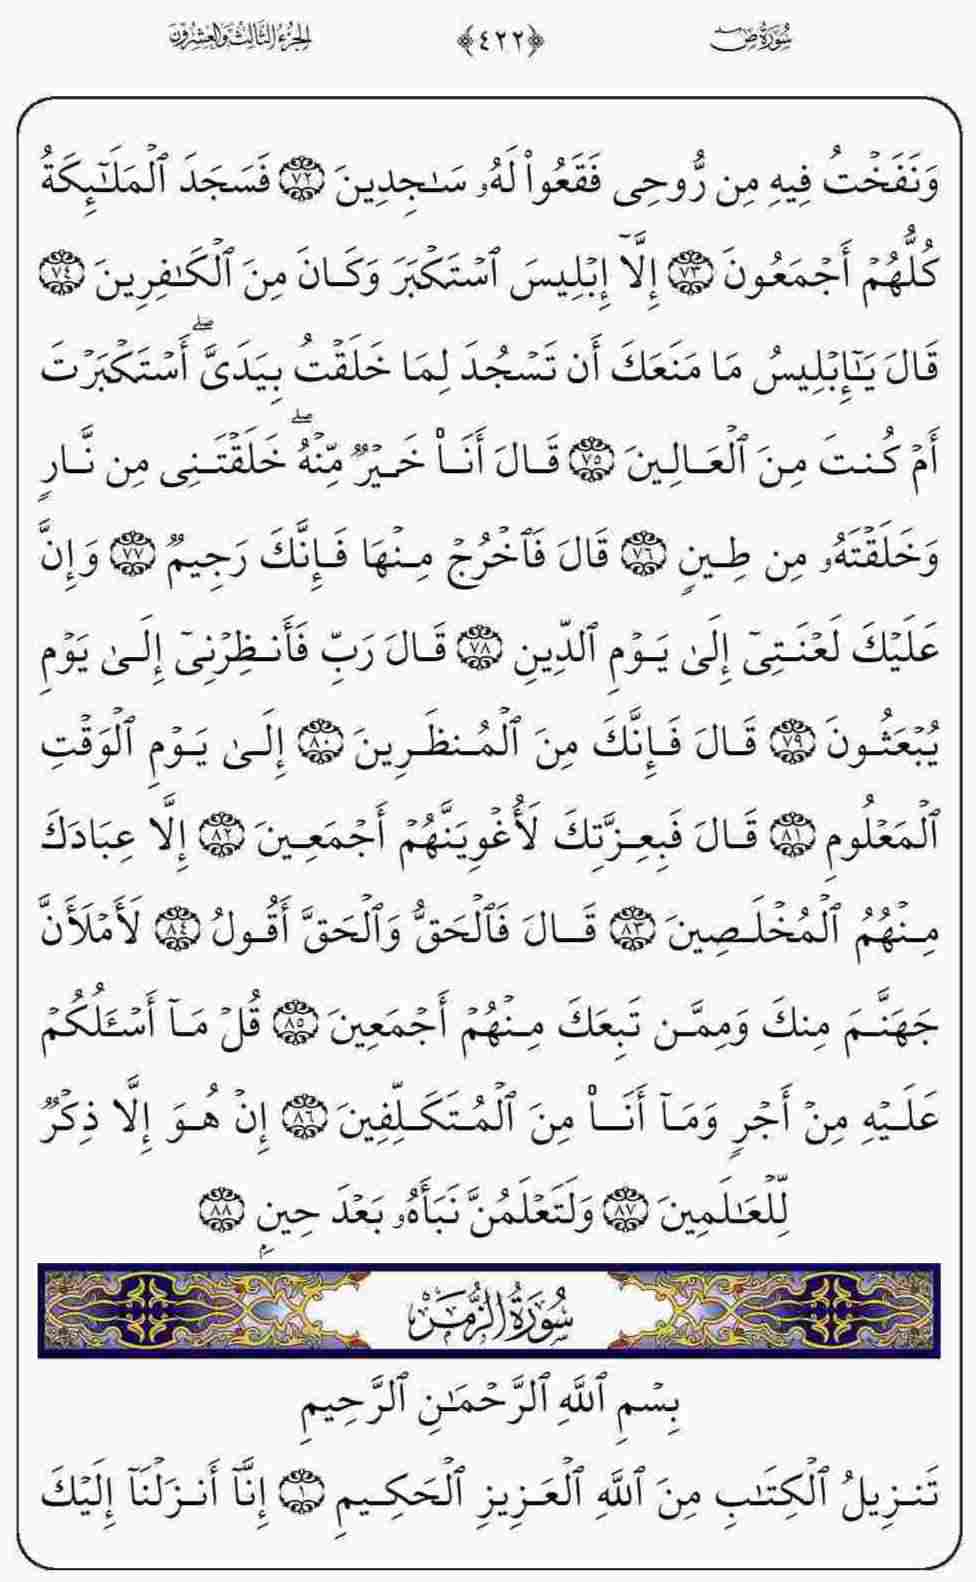 سُورَةُ صٓ ﴿٤٢٢﴾ الجزء الثالث والعشرون
وَنَفَخۡتُ فِيهِ مِن رُّوحِى فَقَعُوا۟ لَهُۥ سَـٰجِدِينَ ٧٢ فَسَجَدَ ٱلۡمَلَـٰٓئِكَةُ
كُلُّهُمۡ أَجۡمَعُونَ ٧٣ إِلَّآ إِبۡلِيسَ ٱسۡتَكۡبَرَ وَكَانَ مِنَ ٱلۡكَـٰفِرِينَ ٧٤
قَالَ يَـٰٓإِبۡلِيسُ مَا مَنَعَكَ أَن تَسۡجُدَ لِمَا خَلَقۡتُ بِيَدَىَّۖ أَسۡتَكۡبَرۡتَ
أَمۡ كُنتَ مِنَ ٱلۡعَالِينَ ٧٥ قَالَ أَنَا۠ خَيۡرٌ مِّنۡهُۖ خَلَقۡتَنِى مِن نَّارٍ
وَخَلَقۡتَهُۥ مِن طِينٍ ٧٦ قَالَ فَٱخۡرُجۡ مِنۡهَا فَإِنَّكَ رَجِيمٌ ٧٧ وَإِنَّ
عَلَيۡكَ لَعۡنَتِىٓ إِلَىٰ يَوۡمِ ٱلدِّينِ ٧٨ قَالَ رَبِّ فَأَنظِرۡنِىٓ إِلَىٰ يَوۡمِ
يُبۡعَثُونَ ٧٩ قَالَ فَإِنَّكَ مِنَ ٱلۡمُنظَرِينَ ٨٠ إِلَىٰ يَوۡمِ ٱلۡوَقۡتِ
ٱلۡمَعۡلُومِ ٨١ قَالَ فَبِعِزَّتِكَ لَأُغۡوِيَنَّهُمۡ أَجۡمَعِينَ ٨٢ إِلَّا عِبَادَكَ
مِنۡهُمُ ٱلۡمُخۡلَصِينَ ٨٣ قَالَ فَٱلۡحَقُّ وَٱلۡحَقَّ أَقُولُ ٨٤ لَأَمۡلَأَنَّ
جَهَنَّمَ مِنكَ وَمِمَّن تَبِعَكَ مِنۡهُمۡ أَجۡمَعِينَ ٨٥ قُلۡ مَآ أَسۡـَٔلُكُمۡ
عَلَيۡهِ مِنۡ أَجۡرٍ وَمَآ أَنَا۠ مِنَ ٱلۡمُتَكَلِّفِينَ ٨٦ إِنۡ هُوَ إِلَّا ذِكۡرٌ
لِّلۡعَـٰلَمِينَ ٨٧ وَلَتَعۡلَمُنَّ نَبَأَهُۥ بَعۡدَ حِينِۭ ٨٨
سُورَةُ الزُّمَرِ
بِسۡمِ ٱللَّهِ ٱلرَّحۡمَـٰنِ ٱلرَّحِيمِ
تَنزِيلُ ٱلۡكِتَـٰبِ مِنَ ٱللَّهِ ٱلۡعَزِيزِ ٱلۡحَكِيمِ ١ إِنَّآ أَنزَلۡنَآ إِلَيۡكَ